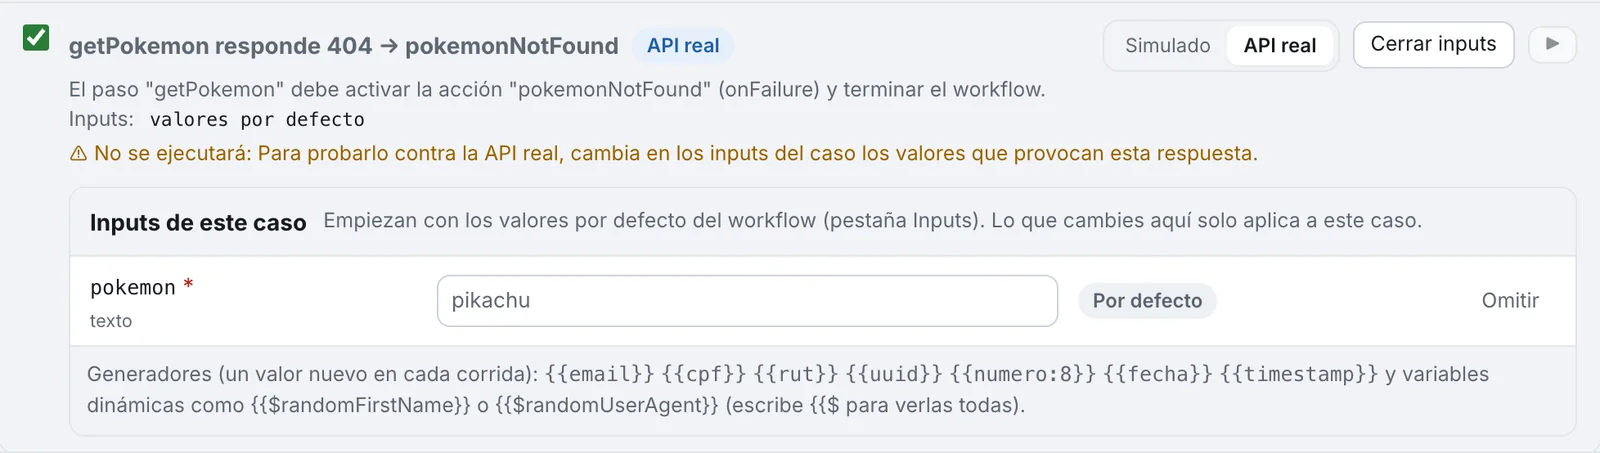 getPokemon responde 404 → pokemonNotFound API real Simulado API real Cerrar inputs
El paso "getPokemon" debe activar la acción "pokemonNotFound" (onFailure) y terminar el workflow.
Inputs: valores por defecto
⚠ No se ejecutará: Para probarlo contra la API real, cambia en los inputs del caso los valores que provocan esta respuesta.
Inputs de este caso Empiezan con los valores por defecto del workflow (pestaña Inputs). Lo que cambies aquí solo aplica a este caso.
pokemon * pikachu Por defecto Omitir
texto
Generadores (un valor nuevo en cada corrida): {{email}} {{cpf}} {{rut}} {{uuid}} {{numero:8}} {{fecha}} {{timestamp}} y variables
dinámicas como {{$randomFirstName}} o {{$randomUserAgent}} (escribe {{$ para verlas todas).